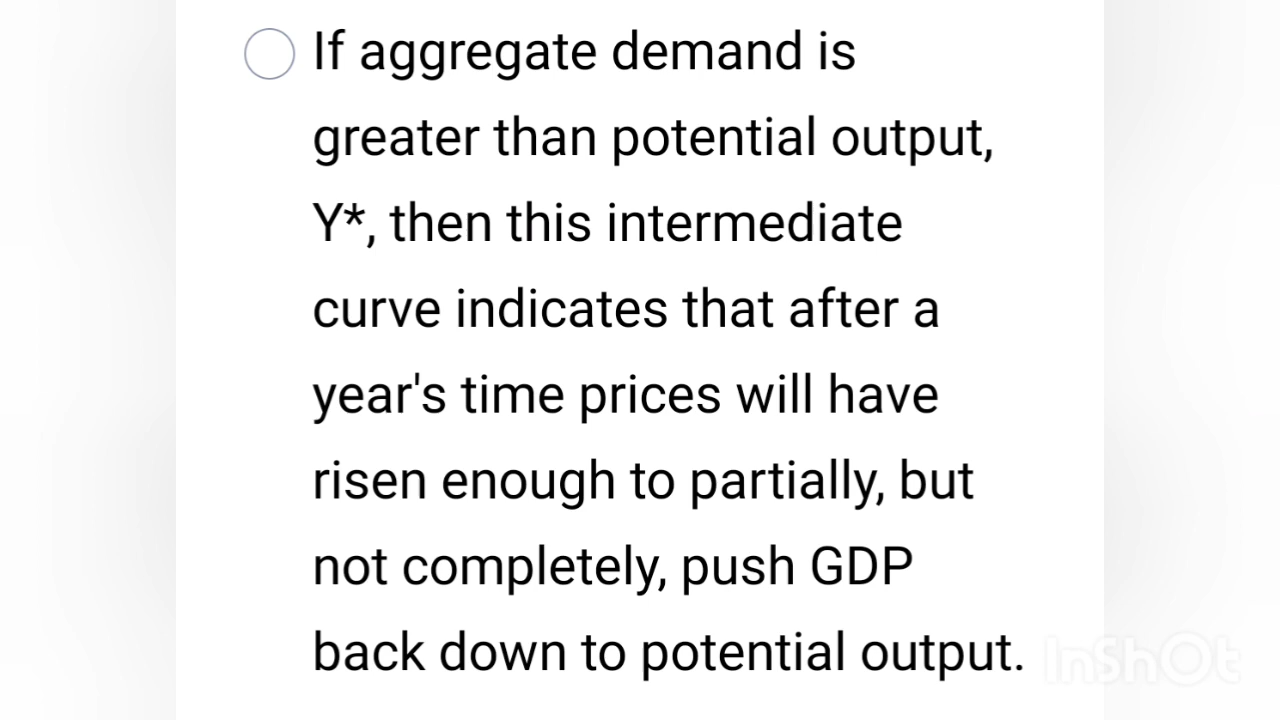 If aggregate demand is
greater than potential output,
Y*, then this intermediate
curve indicates that after a
year's time prices will have
risen enough to partially, but
not completely, push GDP
back down to potential output.
InShOt